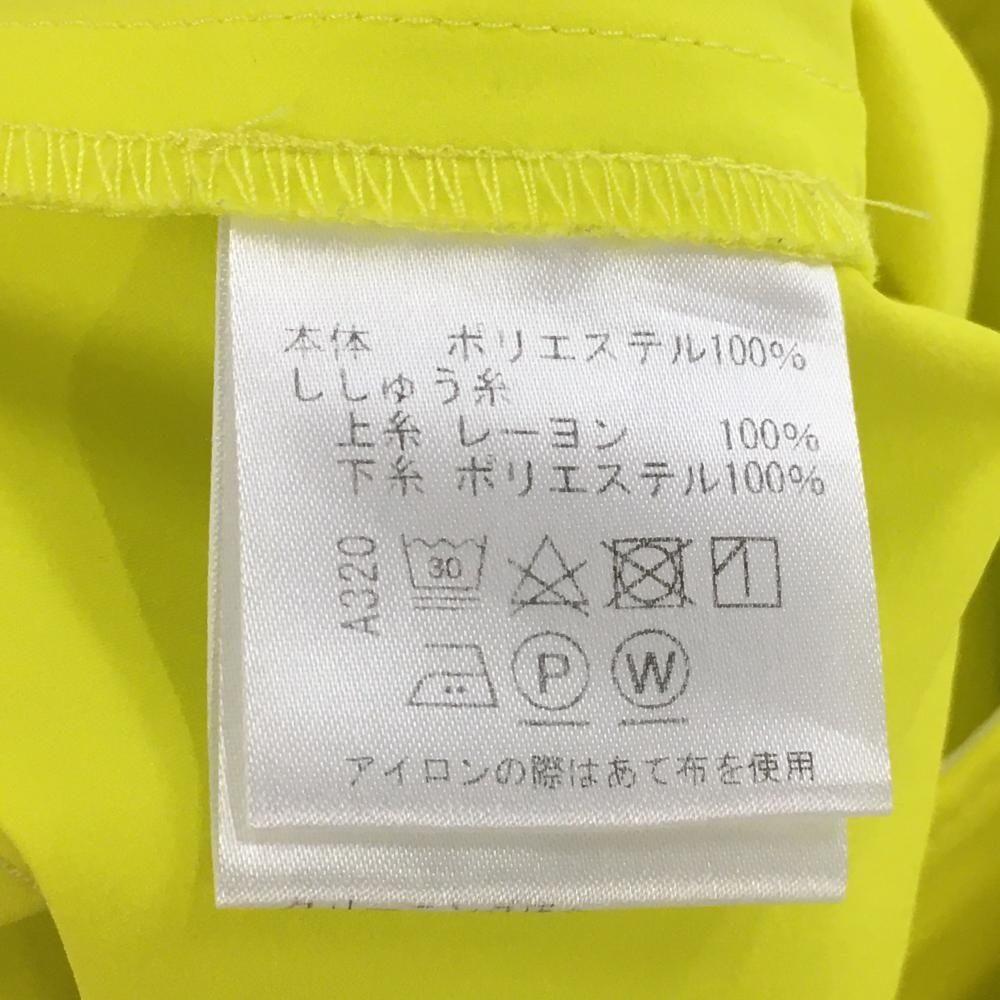 本体 ポリエステル100%
ししゅう糸
上糸 レーヨン 100%
下糸 ポリエステル100%
A320
30
P W
アイロンの際はあて布を使用